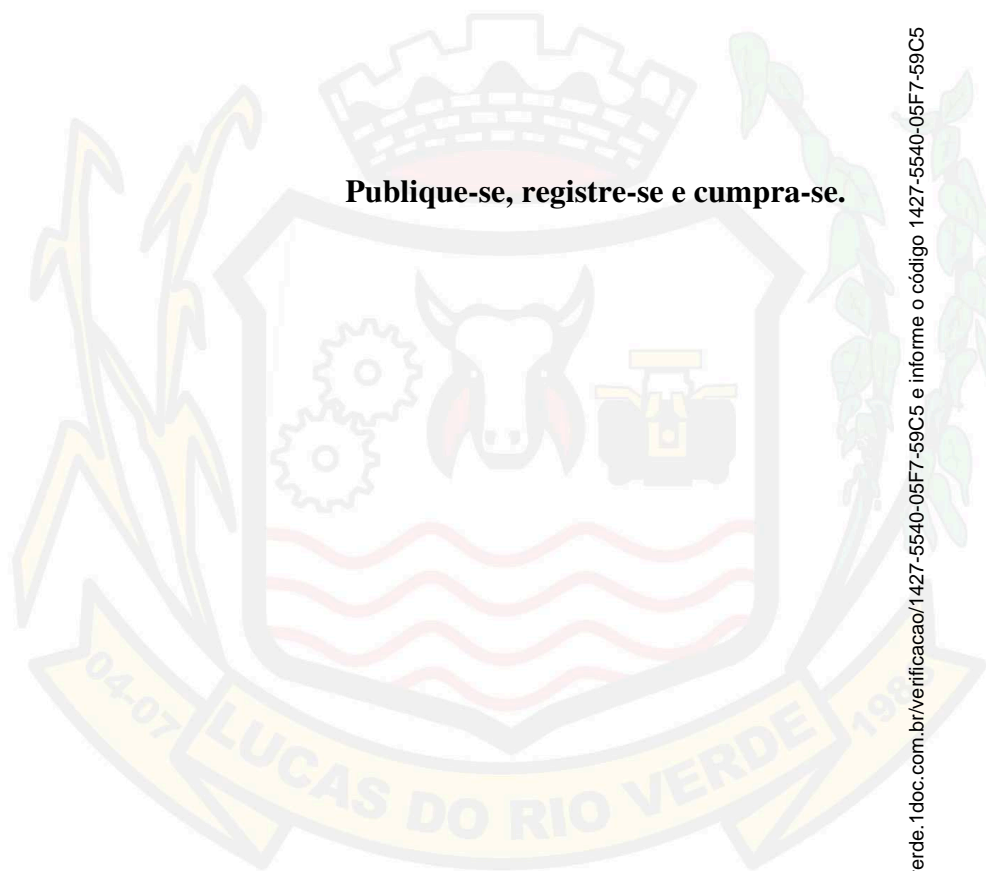 Publique-se, registre-se e cumpra-se.
04-07
LUCAS DO RIO VERDE
1988
erde.1doc.com.br/verificacao/1427-5540-05F7-59C5 e informe o código 1427-5540-05F7-59C5